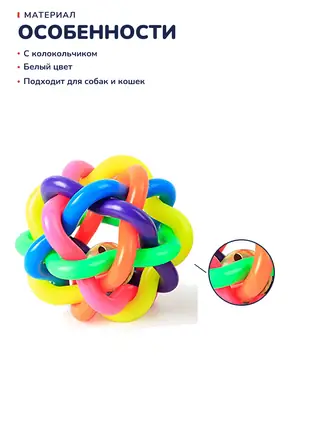 МАТЕРИАЛ
ОСОБЕННОСТИ
• С колокольчиком
• Белый цвет
• Подходит для собак и кошек